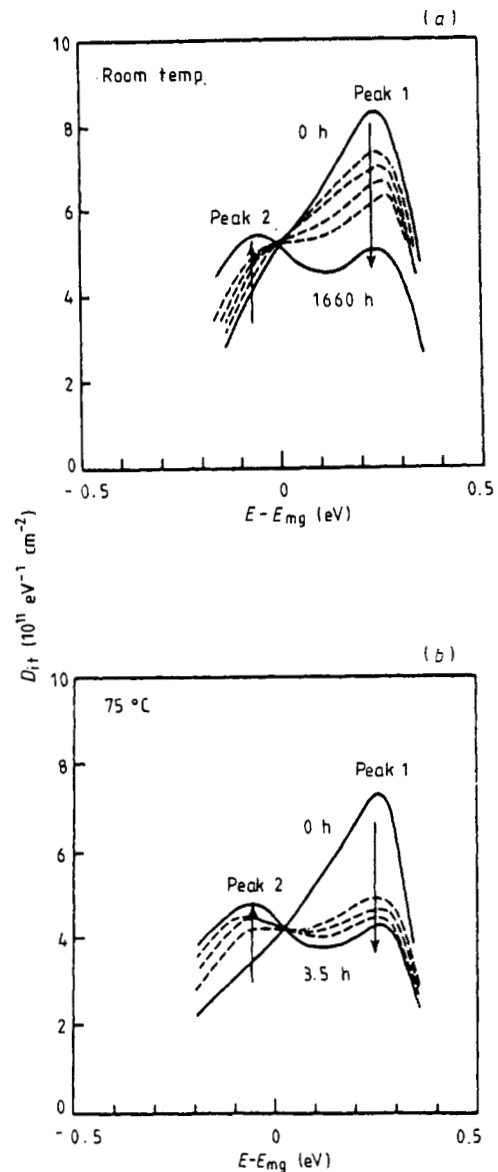 (a)
10
Room temp.
Peak 1
0 h
8
Peak 2
6
4
1660 h
2
0
-0.5
0
0.5
E-Emg (eV)
Dit (10¹¹ eV⁻¹ cm⁻²)
(b)
10
75 °C
8
Peak 1
0 h
6
Peak 2
4
3.5 h
2
0
-0.5
0
0.5
E-Emg (eV)